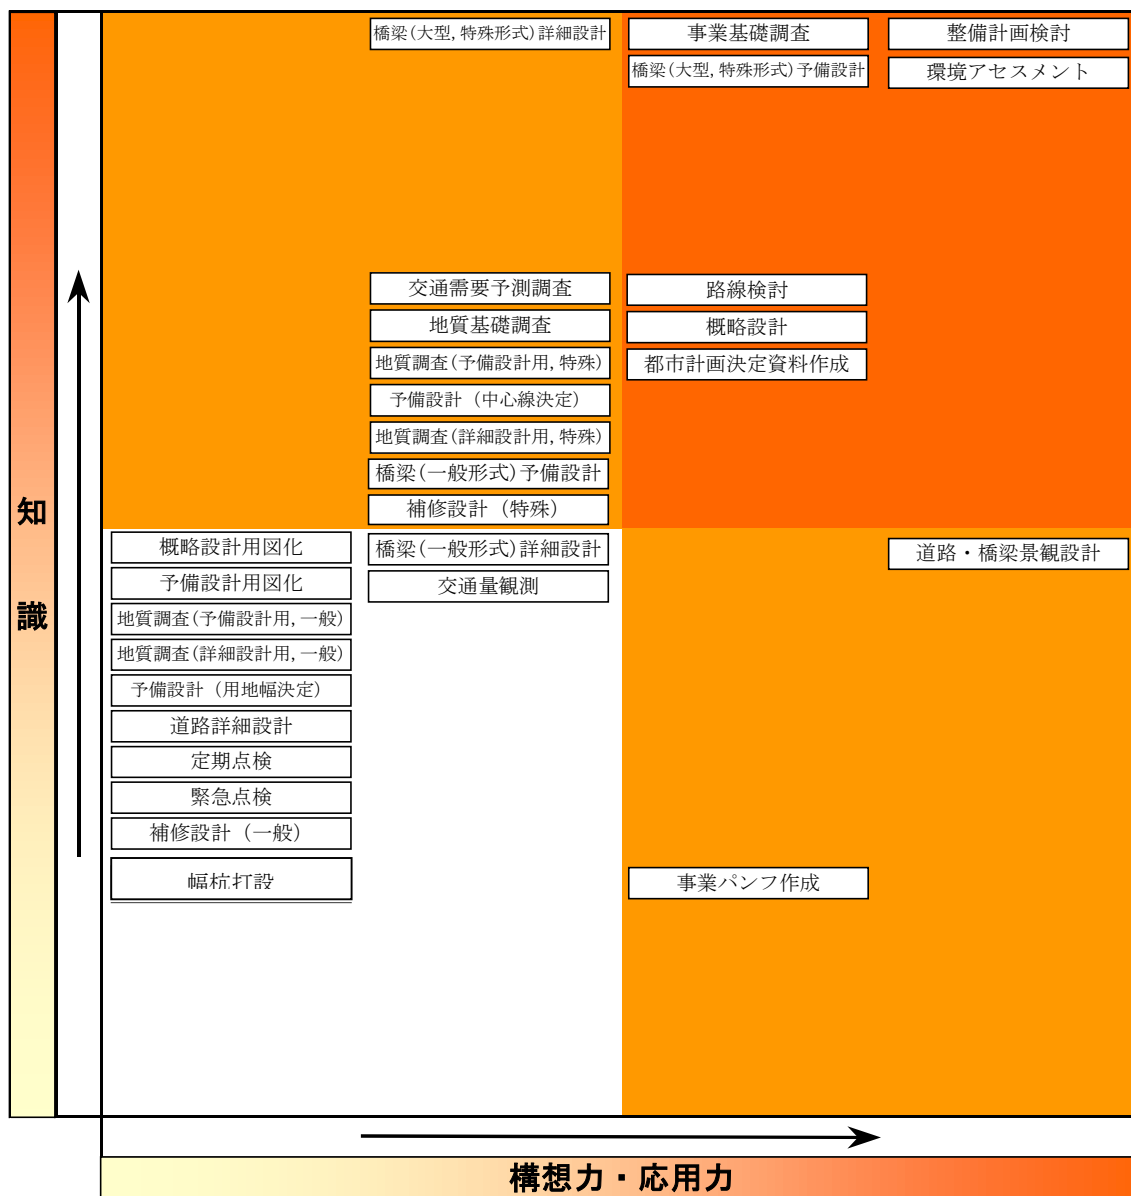 橋梁(大型,特殊形式)詳細設計
事業基礎調査
整備計画検討
橋梁(大型,特殊形式)予備設計
環境アセスメント
交通需要予測調査
路線検討
地質基礎調査
概略設計
地質調査(予備設計用,特殊)
都市計画決定資料作成
予備設計(中心線決定)
地質調査(詳細設計用,特殊)
橋梁(一般形式)予備設計
補修設計(特殊)
知識
概略設計用図化
橋梁(一般形式)詳細設計
道路・橋梁景観設計
予備設計用図化
交通量観測
地質調査(予備設計用,一般)
地質調査(詳細設計用,一般)
予備設計(用地幅決定)
道路詳細設計
定期点検
緊急点検
補修設計(一般)
幅杭打設
事業パンフ作成
構想力・応用力